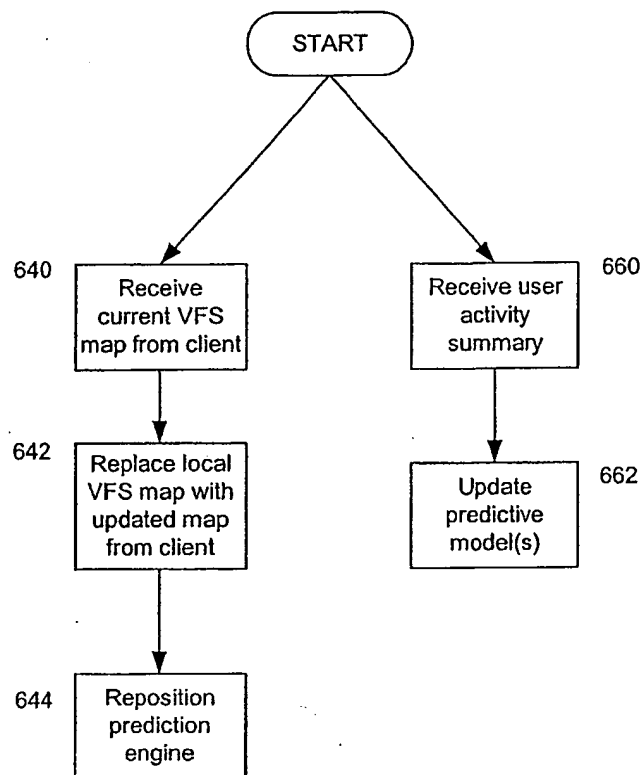 START
640
Receive
current VFS
map from client
660
Receive user
activity
summary
642
Replace local
VFS map with
updated map
from client
662
Update
predictive
model(s)
644
Reposition
prediction
engine